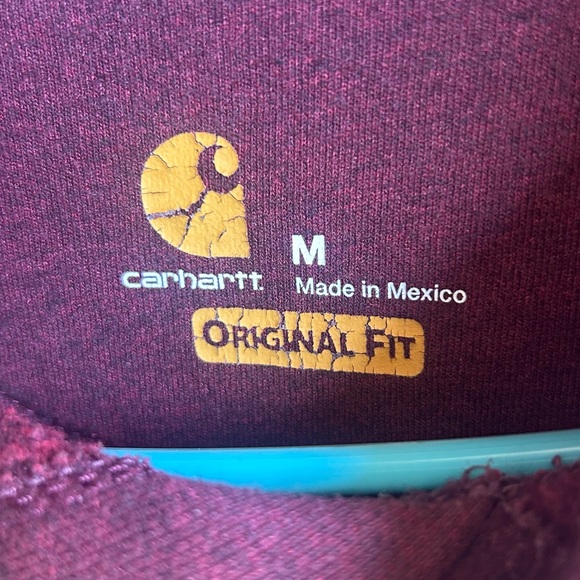 M
carhartt.
Made in Mexico
ORIGINAL FIT